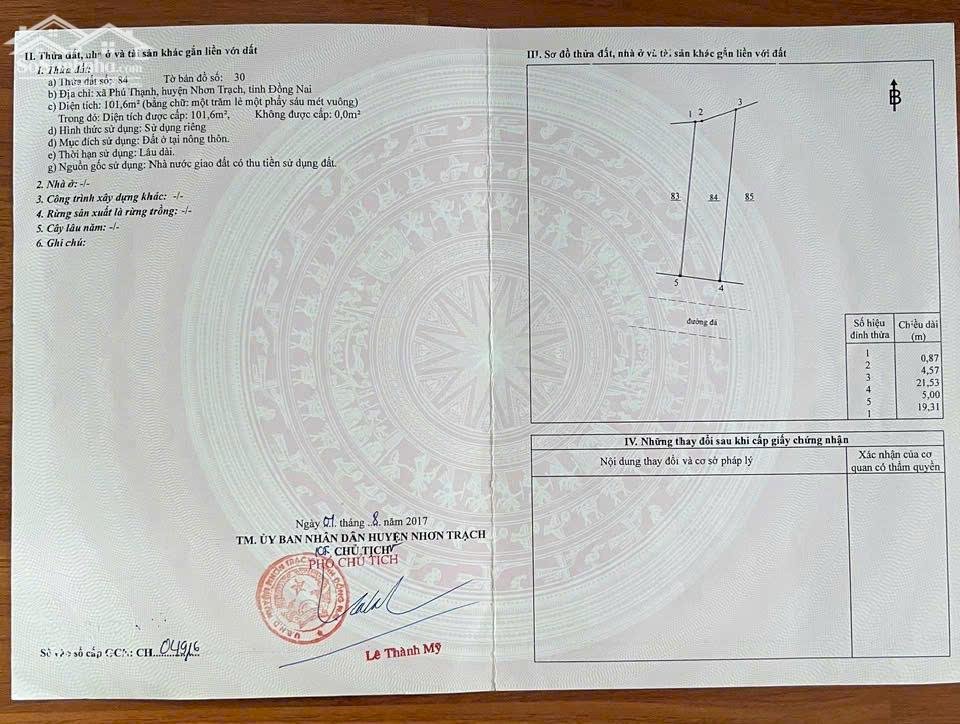 II. Thửa đất, nhà ở và tài sản khác gắn liền với đất
1. Thửa đất:
a) Thửa đất số: 84 Tờ bản đồ số: 30
b) Địa chỉ: xã Phú Thạnh, huyện Nhơn Trạch, tỉnh Đồng Nai
c) Diện tích: 101,6m² (bằng chữ: một trăm lẻ một phẩy sáu mét vuông)
Trong đó: Diện tích được cấp: 101,6m², Không được cấp: 0,0m²
d) Hình thức sử dụng: Sử dụng riêng
đ) Mục đích sử dụng: Đất ở tại nông thôn.
e) Thời hạn sử dụng: Lâu dài.
g) Nguồn gốc sử dụng: Nhà nước giao đất có thu tiền sử dụng đất.
2. Nhà ở: -/-
3. Công trình xây dựng khác: -/-
4. Rừng sản xuất là rừng trồng: -/-
5. Cây lâu năm: -/-
6. Ghi chú:
Ngày 01 tháng 8 năm 2017
TM. ỦY BAN NHÂN DÂN HUYỆN NHƠN TRẠCH
KT. CHỦ TỊCH
PHÓ CHỦ TỊCH
Lê Thành Mỹ
Số vào sổ cấp GCN: CH...04916...
III. Sơ đồ thửa đất, nhà ở và tài sản khác gắn liền với đất
B
1 2 3
83 84 85
5 4
đường đá
Số hiệu đỉnh thửa Chiều dài (m)
1
0,87
2
4,57
3
21,53
4
5,00
5
19,31
1
IV. Những thay đổi sau khi cấp giấy chứng nhận
Nội dung thay đổi và cơ sở pháp lý
Xác nhận của cơ
quan có thẩm quyền